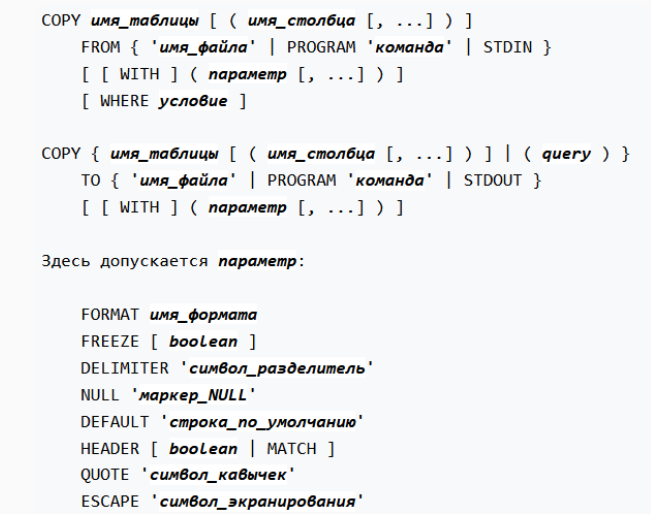 COPY имя_таблицы [ ( имя_столбца [, ...] ) ]
FROM { 'имя_файла' | PROGRAM 'команда' | STDIN }
[ [ WITH ] ( параметр [, ...] ) ]
[ WHERE условие ]
COPY { имя_таблицы [ ( имя_столбца [, ...] ) ] | ( query ) }
TO { 'имя_файла' | PROGRAM 'команда' | STDOUT }
[ [ WITH ] ( параметр [, ...] ) ]
Здесь допускается параметр:
FORMAT имя_формата
FREEZE [ boolean ]
DELIMITER 'символ_разделитель'
NULL 'маркер_NULL'
DEFAULT 'строка_по_умолчанию'
HEADER [ boolean | MATCH ]
QUOTE 'символ_кавычек'
ESCAPE 'символ_экранирования'